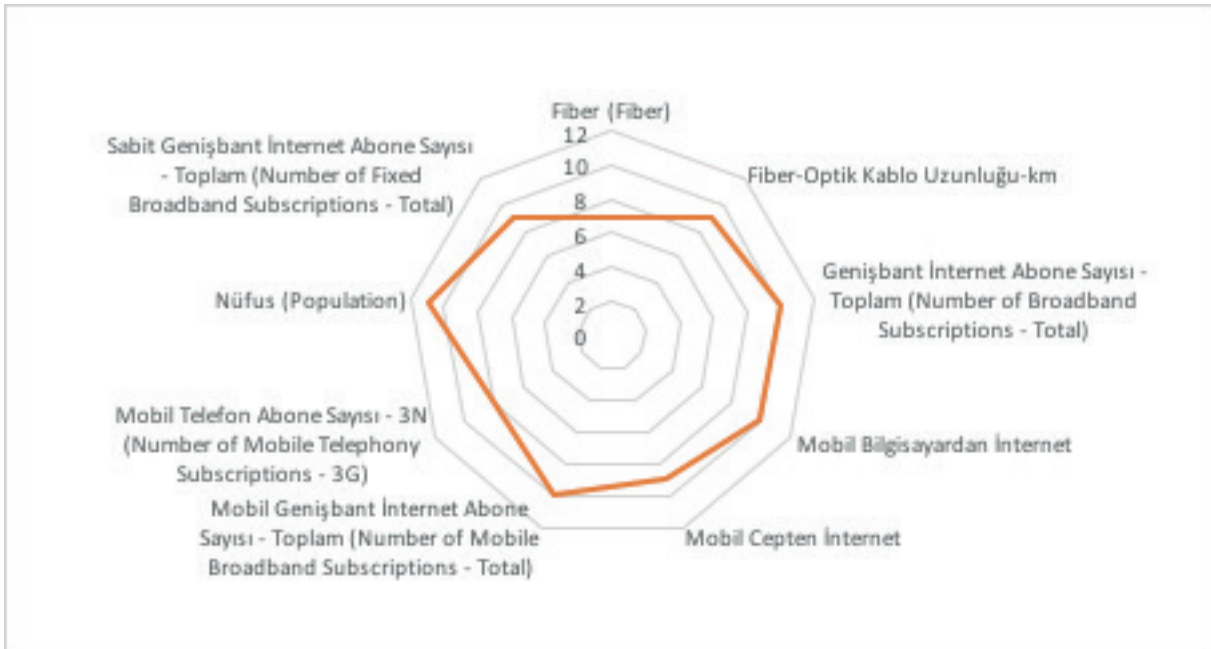 Fiber (Fiber)
12
10
8
6
4
2
0
Fiber-Optik Kablo Uzunluğu-km
Genişbant İnternet Abone Sayısı -
Toplam (Number of Broadband
Subscriptions - Total)
Mobil Bilgisayardan İnternet
Mobil Cepten İnternet
Mobil Genişbant İnternet Abone
Sayısı - Toplam (Number of Mobile
Broadband Subscriptions - Total)
Mobil Telefon Abone Sayısı - 3N
(Number of Mobile Telephony
Subscriptions - 3G)
Nüfus (Population)
Sabit Genişbant İnternet Abone Sayısı
- Toplam (Number of Fixed
Broadband Subscriptions - Total)